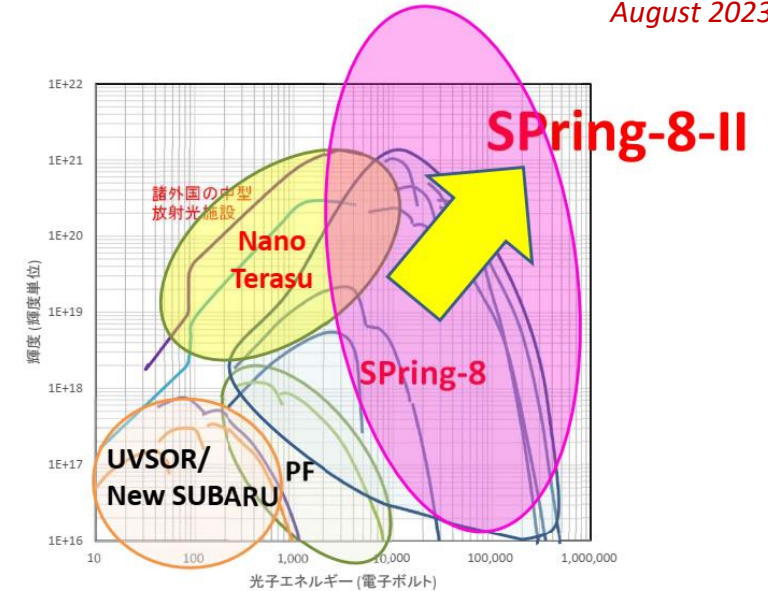 August 2023
1E+22
SPring-8-II
1E+21
諸外国の中型
放射光施設
1E+20
Nano
Terasu
1E+19
輝度 (輝度単位)
SPring-8
1E+18
1E+17
UVSOR/
New SUBARU
PF
1E+16
10
100
1,000
10,000
100,000
1,000,000
光子エネルギー (電子ボルト)